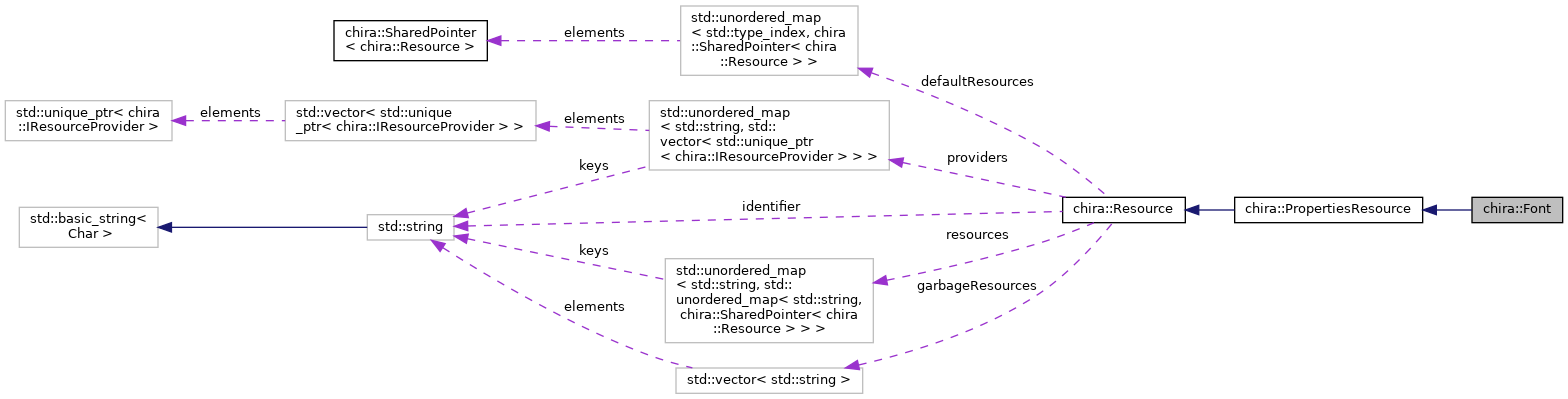 std::unordered_map
< std::type_index, chira
::SharedPointer< chira
::Resource > >
chira::SharedPointer
< chira::Resource >
elements
defaultResources
std::unique_ptr< chira
::IResourceProvider >
elements
std::vector< std::unique
_ptr< chira::IResourceProvider > >
elements
std::unordered_map
< std::string, std::
vector< std::unique_ptr
< chira::IResourceProvider > > >
providers
keys
identifier
chira::Resource
chira::PropertiesResource
chira::Font
std::basic_string<
Char >
std::string
resources
keys
std::unordered_map
< std::string, std::
unordered_map< std::string,
chira::SharedPointer< chira
::Resource > > >
garbageResources
elements
std::vector< std::string >